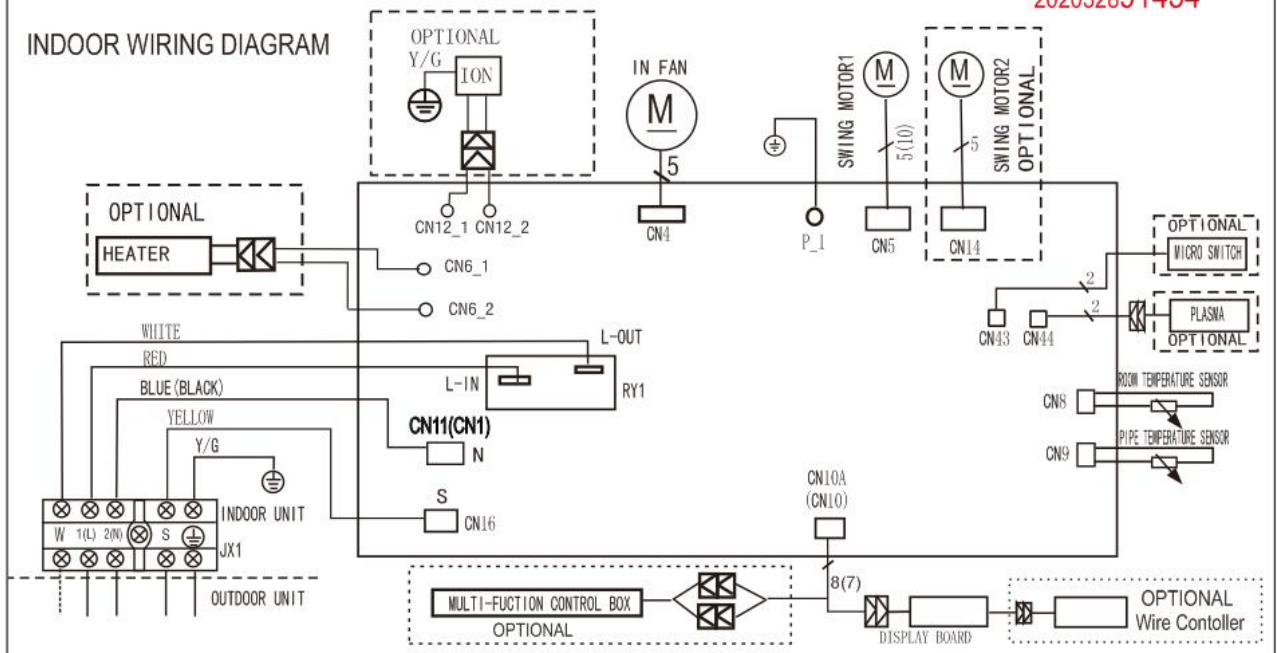 INDOOR WIRING DIAGRAM
OPTIONAL
Y/G
ION
IN FAN
M
5
SWING MOTOR1
M
5(10)
M
5
SWING MOTOR2
OPTIONAL
CN12_1 CN12_2
CN4
P_1
CN5
CN14
OPTIONAL
HEATER
CN6_1
CN6_2
OPTIONAL
MICRO SWITCH
2
2
PLASMA
OPTIONAL
CN43 CN44
WHITE
L-OUT
RED
L-IN
RY1
BLUE(BLACK)
CN11(CN1)
N
YELLOW
Y/G
ROOM TEMPERATURE SENSOR
CN8
PIPE TEMPERATURE SENSOR
CN9
CN10A
(CN10)
S
CN16
INDOOR UNIT
W 1(L) 2(N) S
JX1
OUTDOOR UNIT
8(7)
MULTI-FUCTION CONTROL BOX
OPTIONAL
DISPLAY BOARD
OPTIONAL
Wire Contoller